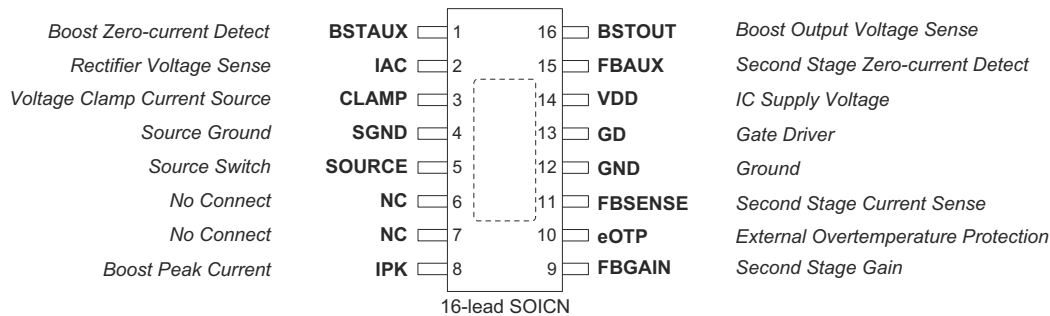 Boost Zero-current Detect BSTAUX 1 16 BSTOUT Boost Output Voltage Sense
Rectifier Voltage Sense IAC 2 15 FBAUX Second Stage Zero-current Detect
Voltage Clamp Current Source CLAMP 3 14 VDD IC Supply Voltage
Source Ground SGND 4 13 GD Gate Driver
Source Switch SOURCE 5 12 GND Ground
No Connect NC 6 11 FBSENSE Second Stage Current Sense
No Connect NC 7 10 eOTP External Overtemperature Protection
Boost Peak Current IPK 8 9 FBGAIN Second Stage Gain
16-lead SOICN